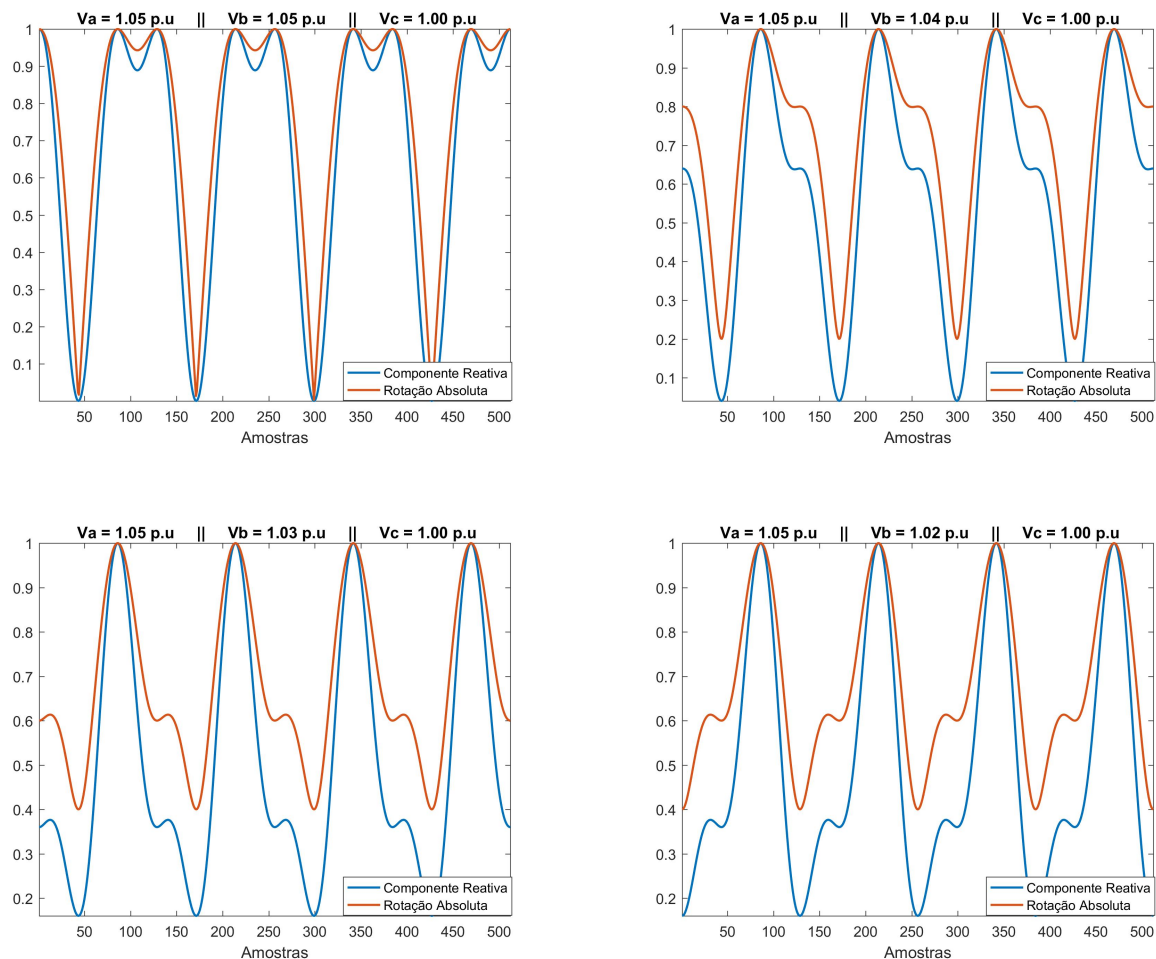 Va = 1.05 p.u || Vb = 1.05 p.u || Vc = 1.00 p.u
1
0.9
0.8
0.7
0.6
0.5
0.4
0.3
0.2
0.1
Componente Reativa
Rotação Absoluta
50 100 150 200 250 300 350 400 450 500
Amostras
Va = 1.05 p.u || Vb = 1.04 p.u || Vc = 1.00 p.u
1
0.9
0.8
0.7
0.6
0.5
0.4
0.3
0.2
0.1
Componente Reativa
Rotação Absoluta
50 100 150 200 250 300 350 400 450 500
Amostras
Va = 1.05 p.u || Vb = 1.03 p.u || Vc = 1.00 p.u
1
0.9
0.8
0.7
0.6
0.5
0.4
0.3
0.2
Componente Reativa
Rotação Absoluta
50 100 150 200 250 300 350 400 450 500
Amostras
Va = 1.05 p.u || Vb = 1.02 p.u || Vc = 1.00 p.u
1
0.9
0.8
0.7
0.6
0.5
0.4
0.3
0.2
Componente Reativa
Rotação Absoluta
50 100 150 200 250 300 350 400 450 500
Amostras